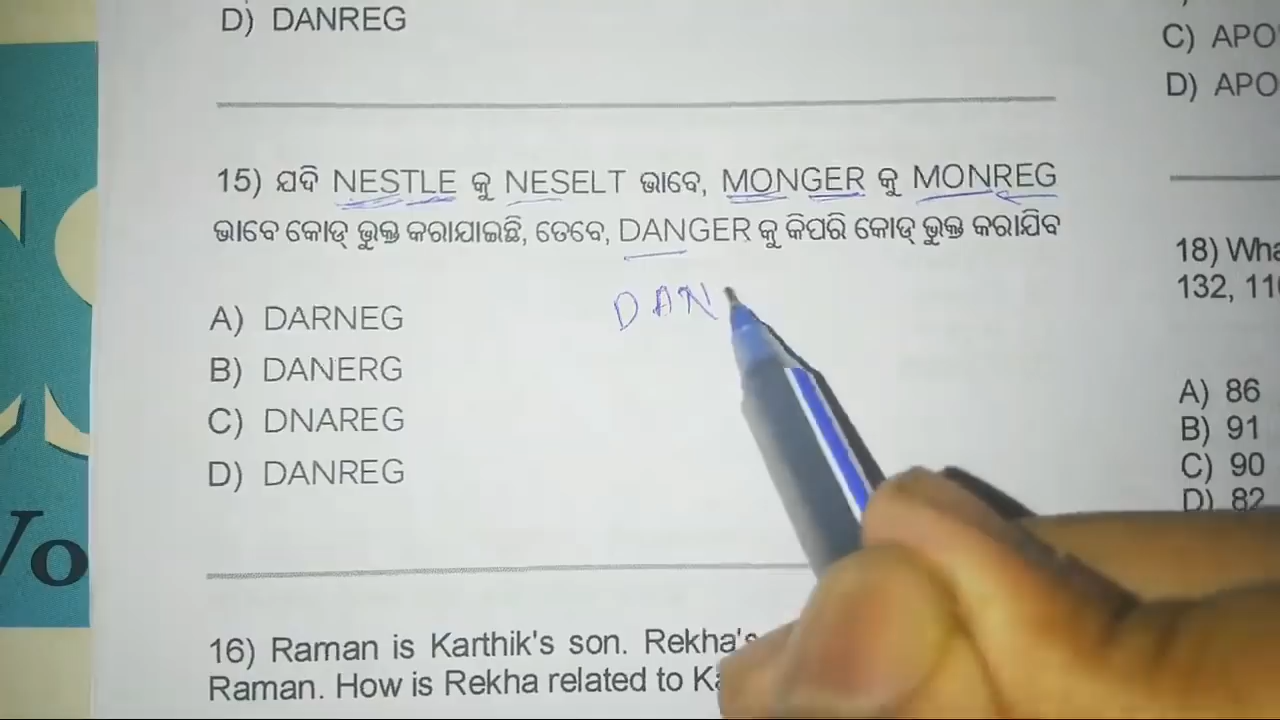 D) DANREG
C) APO
D) APO
15) ଯଦି NESTLE କୁ NESELT ଭାବେ, MONGER କୁ MONREG
ଭାବେ କୋଡ୍ ଭୁକ୍ତ କରାଯାଇଛି, ତେବେ, DANGER କୁ କିପରି କୋଡ୍ ଭୁକ୍ତ କରାଯିବ
DAN
A) DARNEG
B) DANERG
C) DNAREG
D) DANREG
18) Wha
132, 11
A) 86
B) 91
C) 90
D) 82
16) Raman is Karthik's son. Rekha's
Raman. How is Rekha related to Ka